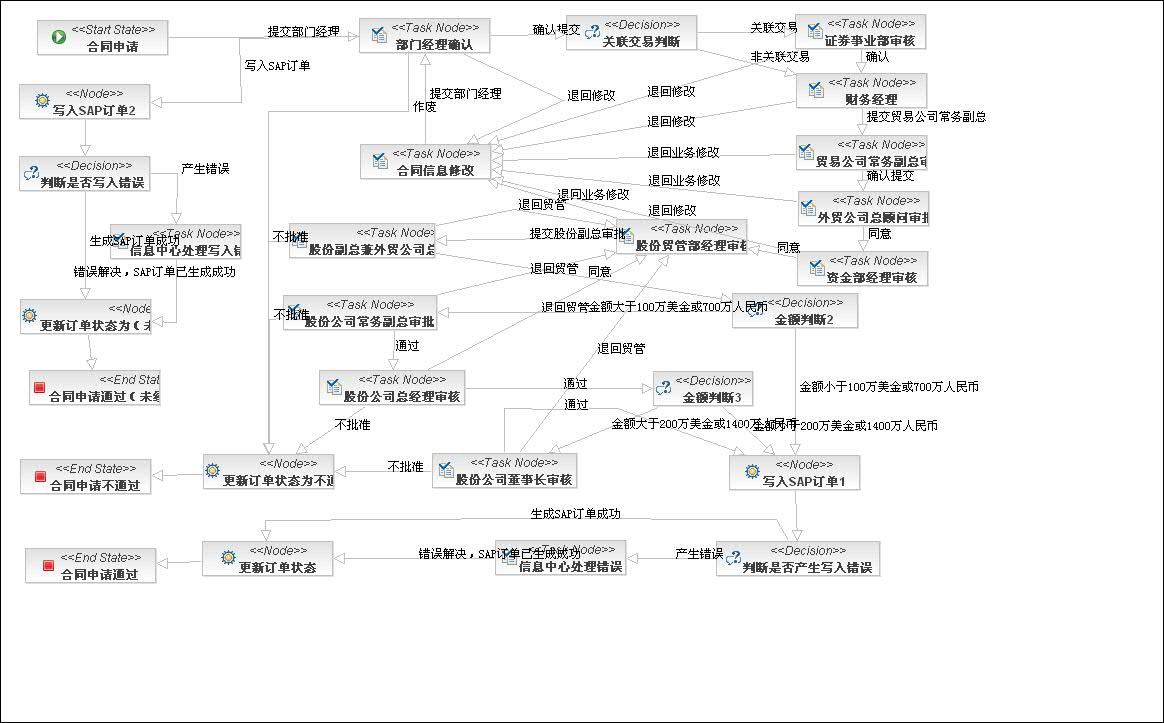 <<Start State>>
合同申请
提交部门经理
<<Task Node>>
部门经理确认
确认提交
<<Decision>>
关联交易判断
关联交易
<<Task Node>>
证券事业部审核
写入SAP订单
非关联交易
确认
<<Node>>
写入SAP订单2
作废
提交部门经理
退回修改
退回修改
<<Task Node>>
财务经理
退回修改
提交贸易公司常务副总
<<Decision>>
判断是否写入错误
产生错误
<<Task Node>>
合同信息修改
退回业务修改
<<Task Node>>
贸易公司常务副总审
确认提交
退回业务修改
退回业务修改
<<Task Node>>
外贸公司总顾问审批
退回贸管
退回修改
生成SAP订单成功
<<Task Node>>
信息中心处理写入错
不批准
<<Task
股份副总兼外贸公司总
提交股份副总审批
<<Task Node>>
股份贸管部经理审核
同意
同意
<<Task Node>>
资金部经理审核
错误解决，SAP订单已生成成功
退回贸管
同意
<<Node
更新订单状态为（未
不批准
<<Task Node>>
股份公司常务副总审批
退回贸管
金额大于100万美金或700万人民币
<<Decision>>
金额判断2
通过
退回贸管
<<End Stat
合同申请通过（未
<<Task Node>>
股份公司总经理审核
通过
<<Decision>>
金额判断3
金额小于100万美金或700万人民币
通过
不批准
金额大于200万美金或1400万人民币
金额小于200万美金或1400万人民币
<<End State>>
合同申请不通过
<<Node>>
更新订单状态为不通
不批准
<<Task Node>>
股份公司董事长审核
<<Node>>
写入SAP订单1
生成SAP订单成功
<<End State>>
合同申请通过
<<Node>>
更新订单状态
错误解决，SAP订单已生成成功
<<Task Node>>
信息中心处理错误
产生错误
<<Decision>>
判断是否产生写入错误